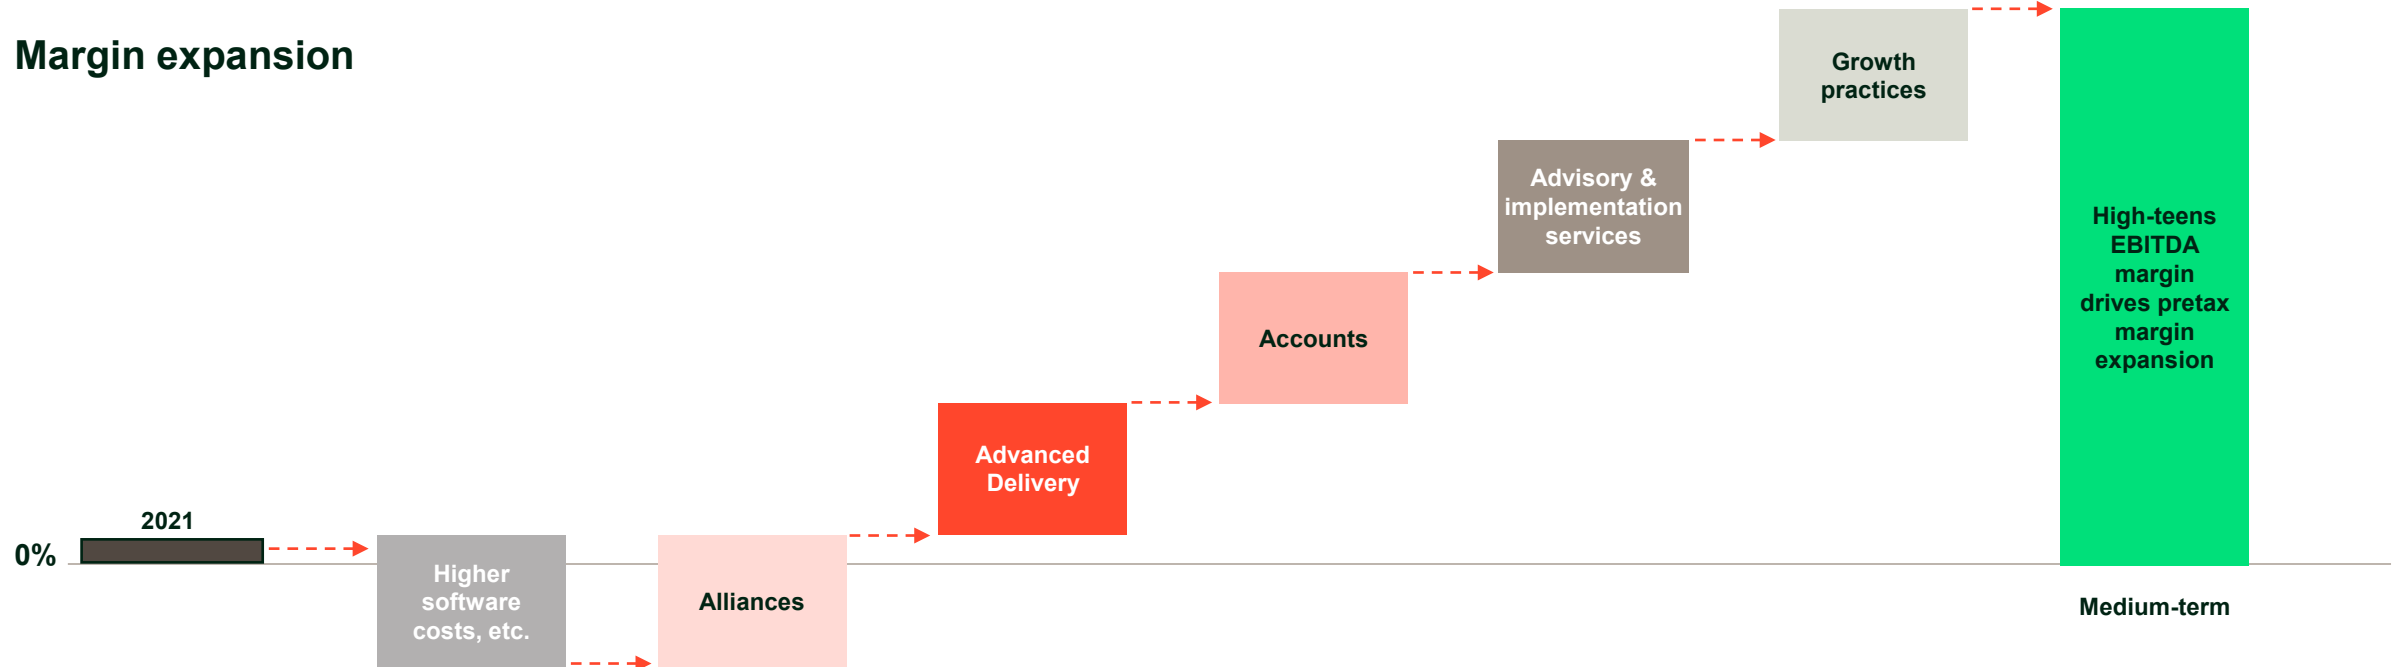 Margin expansion
0%
2021
Higher
software
costs, etc.
Alliances
Advanced
Delivery
Accounts
Advisory &
implementation
services
Growth
practices
High-teens
EBITDA
margin
drives pretax
margin
expansion
Medium-term